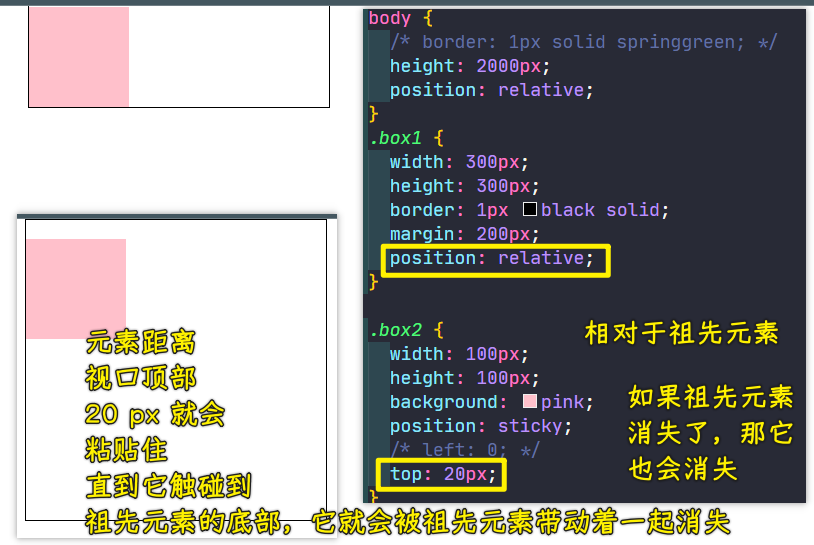 body {
/* border: 1px solid springgreen; */
height: 2000px;
position: relative;
}
.box1 {
width: 300px;
height: 300px;
border: 1px black solid;
margin: 200px;
position: relative;
}
.box2 {
width: 100px;
height: 100px;
background: pink;
position: sticky;
/* left: 0; */
top: 20px;
}
相对于祖先元素
如果祖先元素
消失了，那它
也会消失
元素距离
视口顶部
20 px 就会
粘贴住
直到它触碰到
祖先元素的底部，它就会被祖先元素带动着一起消失